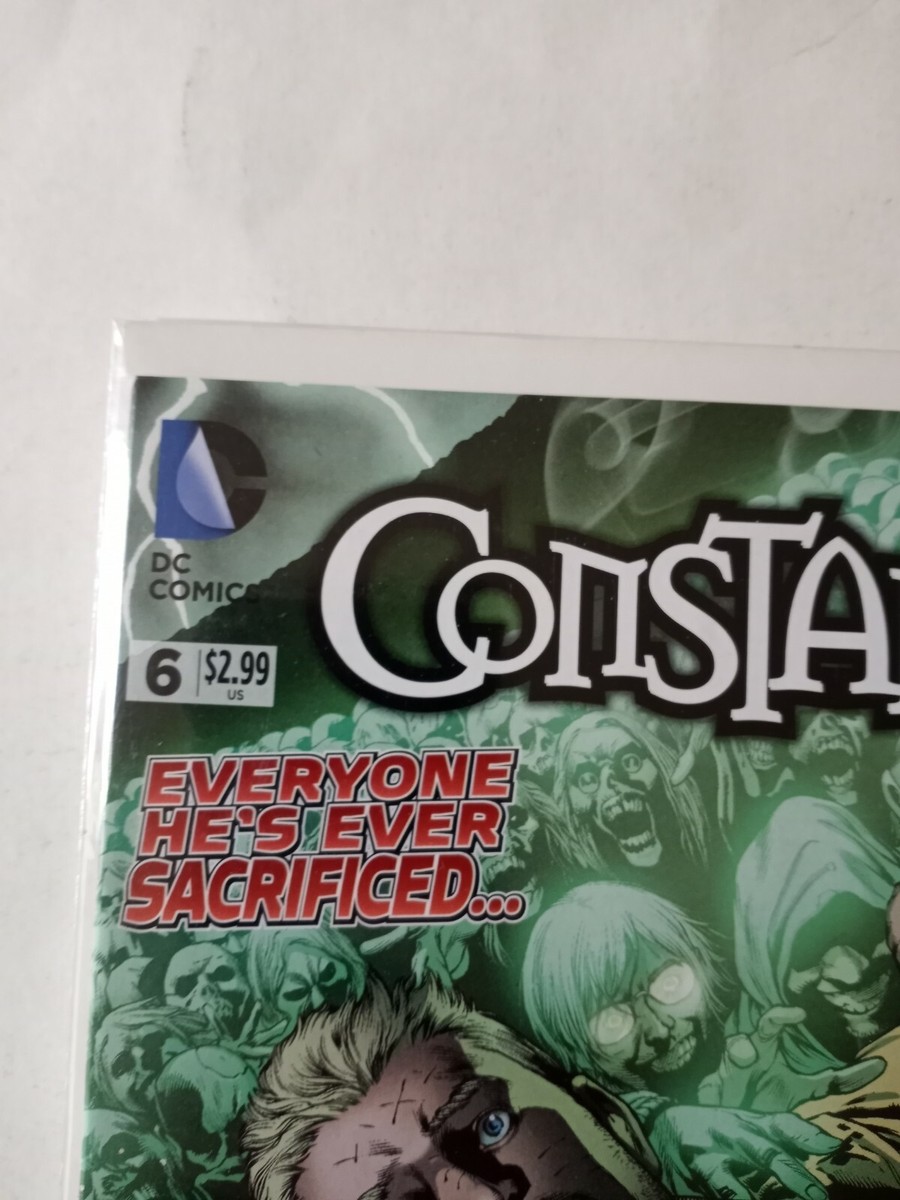 DC
COMICS
6 $2.99
US
CONSTA
EVERYONE
HE'S EVER
SACRIFICED...